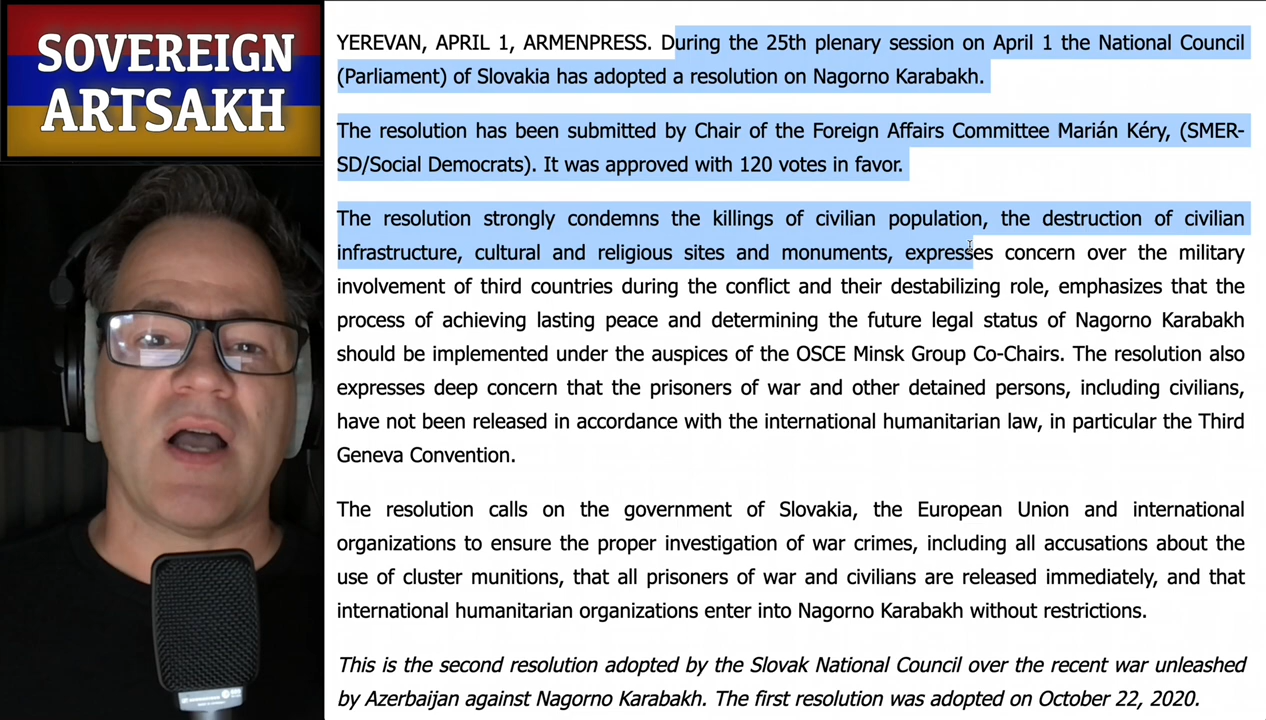 SOVEREIGN
ARTSAKH
YEREVAN, APRIL 1, ARMENPRESS. During the 25th plenary session on April 1 the National Council
(Parliament) of Slovakia has adopted a resolution on Nagorno Karabakh.
The resolution has been submitted by Chair of the Foreign Affairs Committee Marián Kéry, (SMER-
SD/Social Democrats). It was approved with 120 votes in favor.
The resolution strongly condemns the killings of civilian population, the destruction of civilian
infrastructure, cultural and religious sites and monuments, expresses concern over the military
involvement of third countries during the conflict and their destabilizing role, emphasizes that the
process of achieving lasting peace and determining the future legal status of Nagorno Karabakh
should be implemented under the auspices of the OSCE Minsk Group Co-Chairs. The resolution also
expresses deep concern that the prisoners of war and other detained persons, including civilians,
have not been released in accordance with the international humanitarian law, in particular the Third
Geneva Convention.
The resolution calls on the government of Slovakia, the European Union and international
organizations to ensure the proper investigation of war crimes, including all accusations about the
use of cluster munitions, that all prisoners of war and civilians are released immediately, and that
international humanitarian organizations enter into Nagorno Karabakh without restrictions.
This is the second resolution adopted by the Slovak National Council over the recent war unleashed
by Azerbaijan against Nagorno Karabakh. The first resolution was adopted on October 22, 2020.